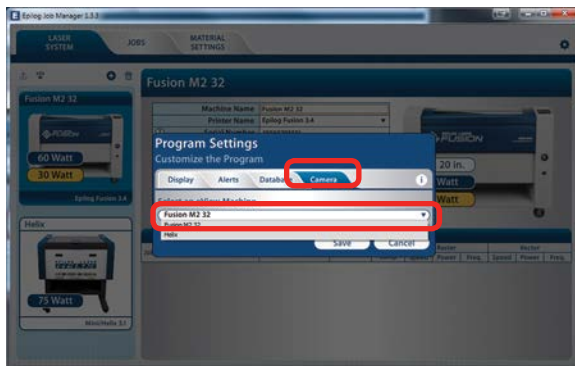 Epilog Job Manager 1.3.3
LASER SYSTEM
JOBS
MATERIAL SETTINGS
Fusion M2 32
Fusion M2 32
Machine Name Fusion M2 32
Printer Name Epilog Fusion 3.4
Serial Number
FUSION
60 Watt
30 Watt
Epilog Fusion 3.4
Program Settings
Customize the Program
Display Alerts Database Camera i
Select an eView Machine
Fusion M2 32
Fusion M2 32
Helix
Save Cancel
FUSION
20 in.
Watt
Watt
Helix
75 Watt
Mini/Helix 3.1
Raster Vector
Speed Power Freq. Speed Power Freq.